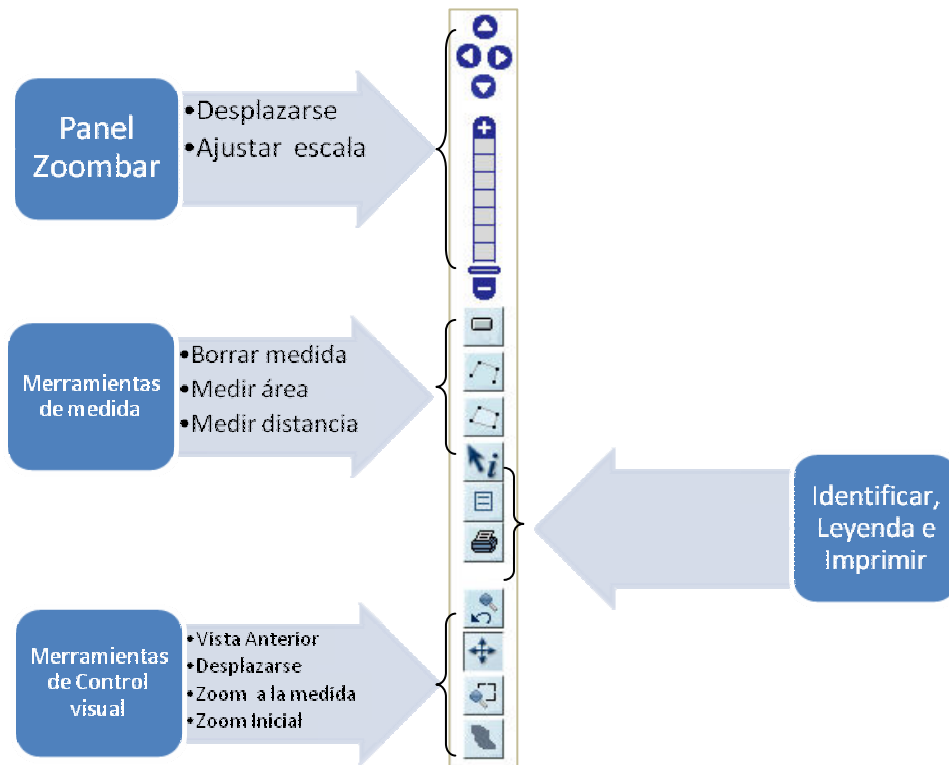 Panel
Zoombar
•Desplazarse
•Ajustar escala
Merramientas
de medida
•Borrar medida
•Medir área
•Medir distancia
Identificar,
Leyenda e
Imprimir
Merramientas
de Control
visual
•Vista Anterior
•Desplazarse
•Zoom a la medida
•Zoom Inicial